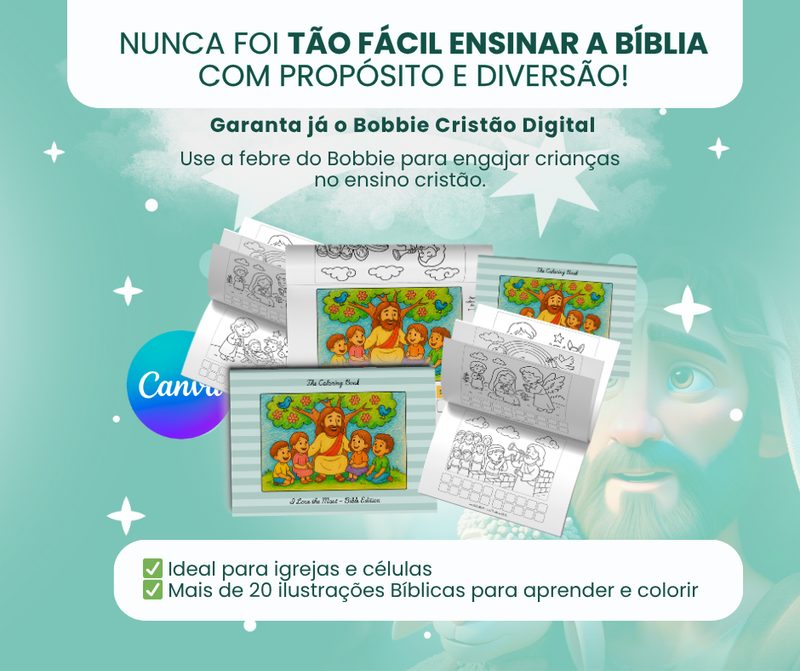 NUNCA FOI TÃO FÁCIL ENSINAR A BÍBLIA
COM PROPÓSITO E DIVERSÃO!
Garanta já o Bobbie Cristão Digital
Use a febre do Bobbie para engajar crianças
no ensino cristão.
The Coloring Book
Canva
The Coloring Book
I Love the Most - Bible Edition
Ideal para igrejas e células
Mais de 20 ilustrações Bíblicas para aprender e colorir